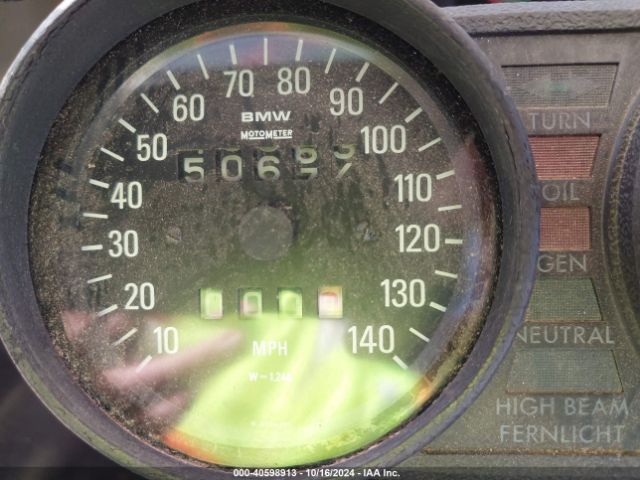 10
20
30
40
50
60
70
80
90
100
110
120
130
140
BMW
MOTOMETER
MPH
TURN
OIL
GEN
NEUTRAL
HIGH BEAM
FERNLICHT
000-40598913 - 10/16/2024 - IAA Inc.